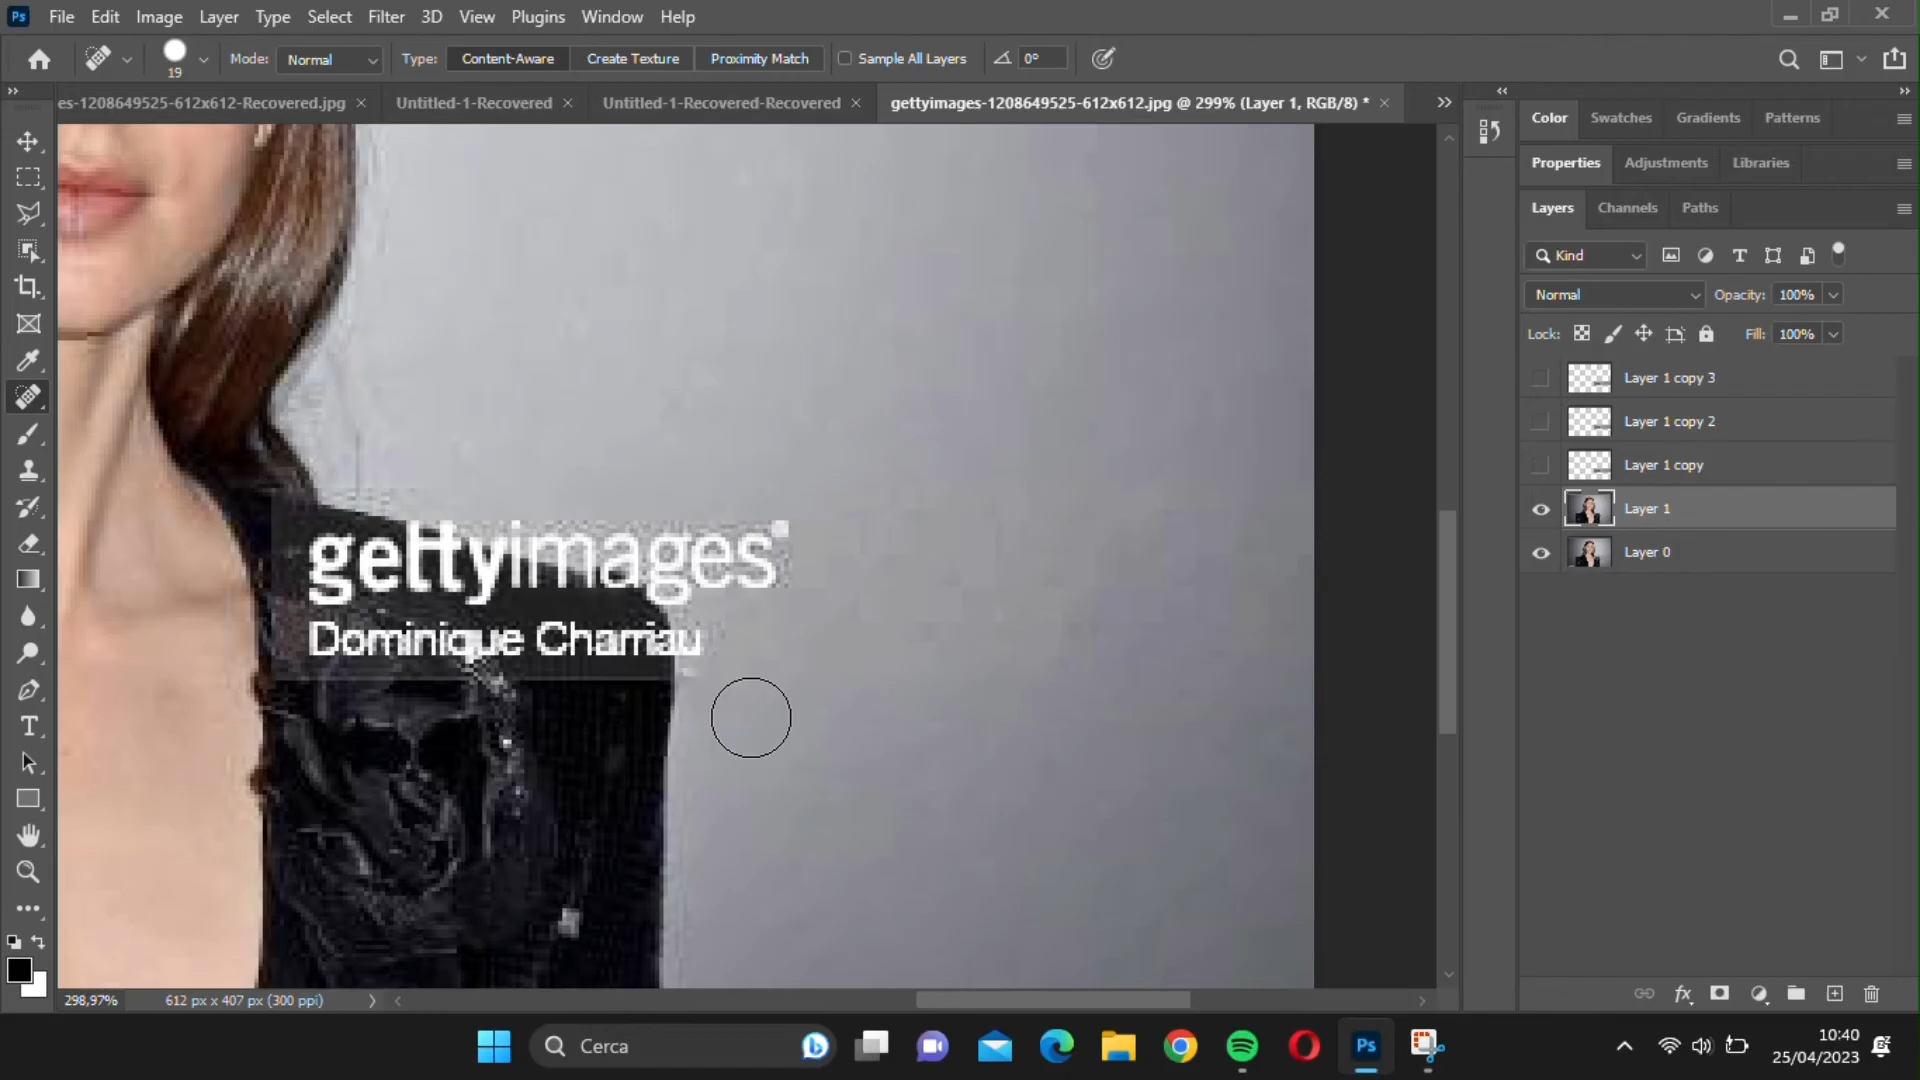 Ps File Edit Image Layer Type Select Filter 3D View Plugins Window Help
19 Mode: Normal Type: Content-Aware Create Texture Proximity Match Sample All Layers 0°
es-1208649525-612x612-Recovered.jpg × Untitled-1-Recovered × Untitled-1-Recovered-Recovered × gettyimages-1208649525-612x612.jpg @ 299% (Layer 1, RGB/8) * ×
Color Swatches Gradients Patterns
Properties Adjustments Libraries
Layers Channels Paths
Kind
Normal Opacity: 100%
Lock: Fill: 100%
Layer 1 copy 3
Layer 1 copy 2
Layer 1 copy
Layer 1
Layer 0
gettyimages®
Dominique Charriau
298,97% 612 px x 407 px (300 ppi)
Cerca
Ps
10:40
25/04/2023